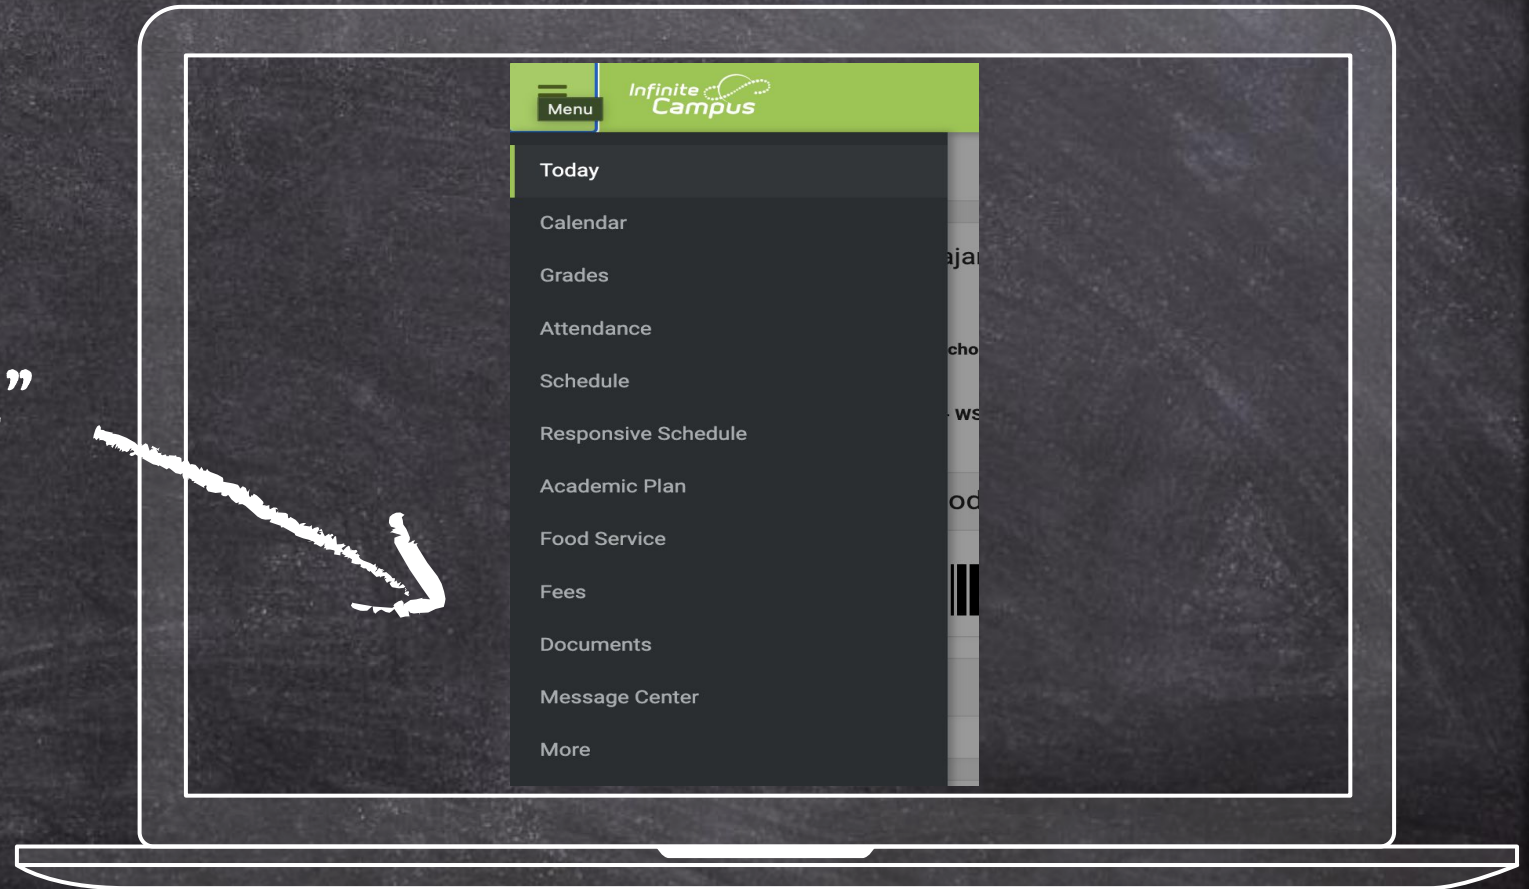 Infinite
Campus
Menu
Today
Calendar
Grades
Attendance
Schedule
Responsive Schedule
Academic Plan
Food Service
Fees
Documents
Message Center
More
”